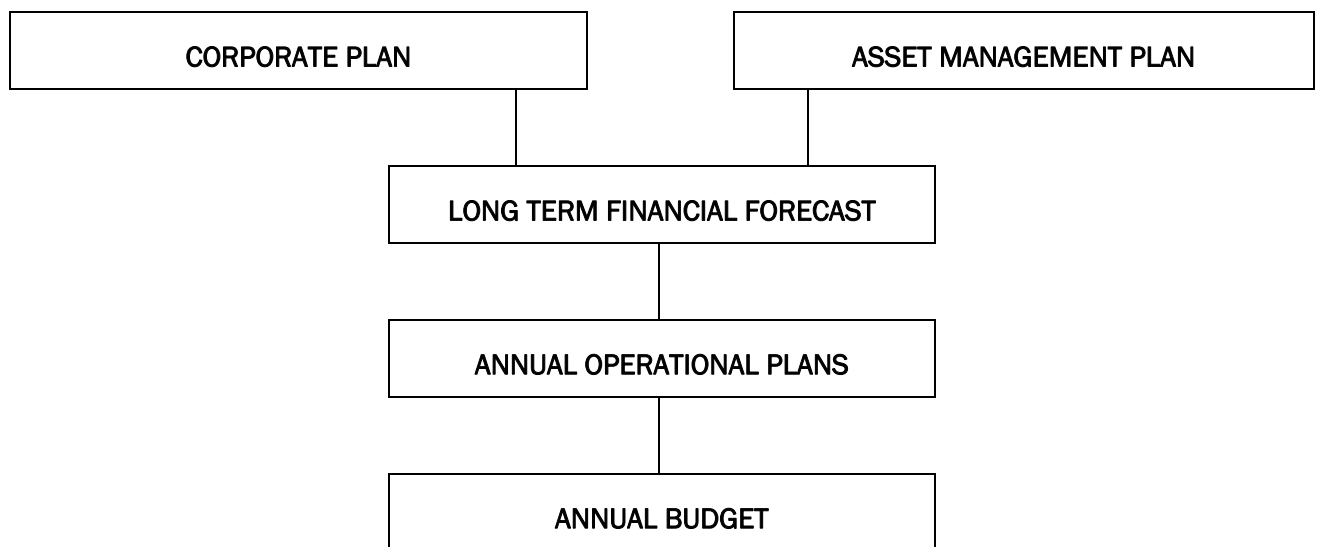 CORPORATE PLAN
ASSET MANAGEMENT PLAN
LONG TERM FINANCIAL FORECAST
ANNUAL OPERATIONAL PLANS
ANNUAL BUDGET